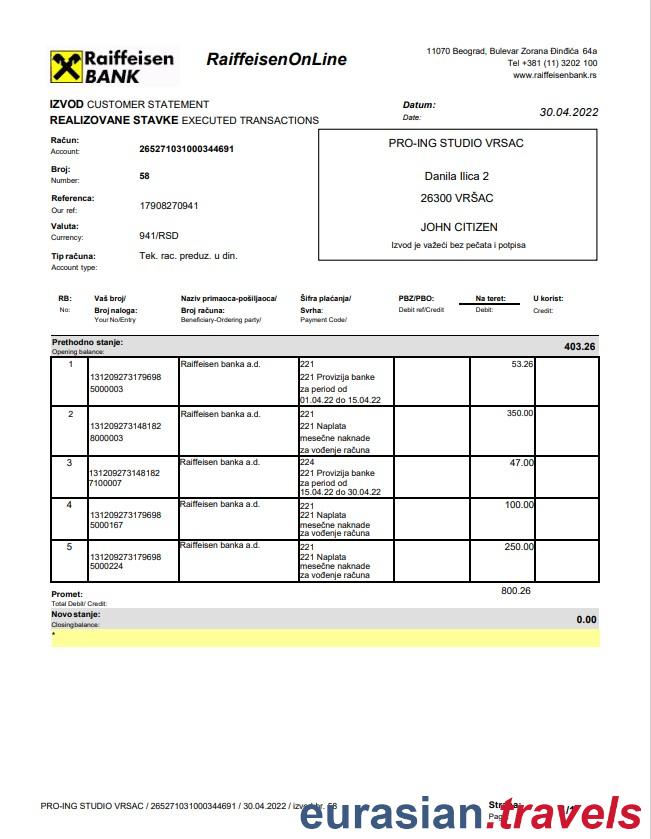 Raiffeisen
BANK
RaiffeisenOnLine
11070 Beograd, Bulevar Zorana Đinđića 64a
Tel +381 (11) 3202 100
www.raiffeisenbank.rs
IZVOD CUSTOMER STATEMENT
REALIZOVANE STAVKE EXECUTED TRANSACTIONS
Datum:
Date:
30.04.2022
Račun:
Account:
265271031000344691
Broj:
Number:
58
Referenca:
Our ref:
17908270941
Valuta:
Currency:
941/RSD
Tip računa:
Account type:
Tek. rac. preduz. u din.
PRO-ING STUDIO VRSAC
Danila Ilica 2
26300 VRŠAC
JOHN CITIZEN
Izvod je važeći bez pečata i potpisa
RB:
No:
Vaš broj/
Broj naloga:
Your No/Entry
Naziv primaoca-pošiljaoca/
Broj računa:
Beneficiary-Ordering party/
Šifra plaćanja/
Svrha:
Payment Code/
PBZ/PBO:
Debit ref/Credit
Na teret:
Debit:
U korist:
Credit:
Prethodno stanje:
Opening balance:
403.26
1
131209273179698
5000003
Raiffeisen banka a.d.
221
221 Provizija banke
za period od
01.04.22 do 15.04.22
53.26
2
131209273148182
8000003
Raiffeisen banka a.d.
221
221 Naplata
mesečne naknade
za vođenje računa
350.00
3
131209273148182
7100007
Raiffeisen banka a.d.
224
221 Provizija banke
za period od
15.04.22 do 30.04.22
47.00
4
131209273179698
5000167
Raiffeisen banka a.d.
221
221 Naplata
mesečne naknade
za vođenje računa
100.00
5
131209273179698
5000224
Raiffeisen banka a.d.
221
221 Naplata
mesečne naknade
za vođenje računa
250.00
Promet:
Total Debit/ Credit:
800.26
Novo stanje:
Closingbalance:
0.00
*
PRO-ING STUDIO VRSAC / 265271031000344691 / 30.04.2022 /
eurasian.travels